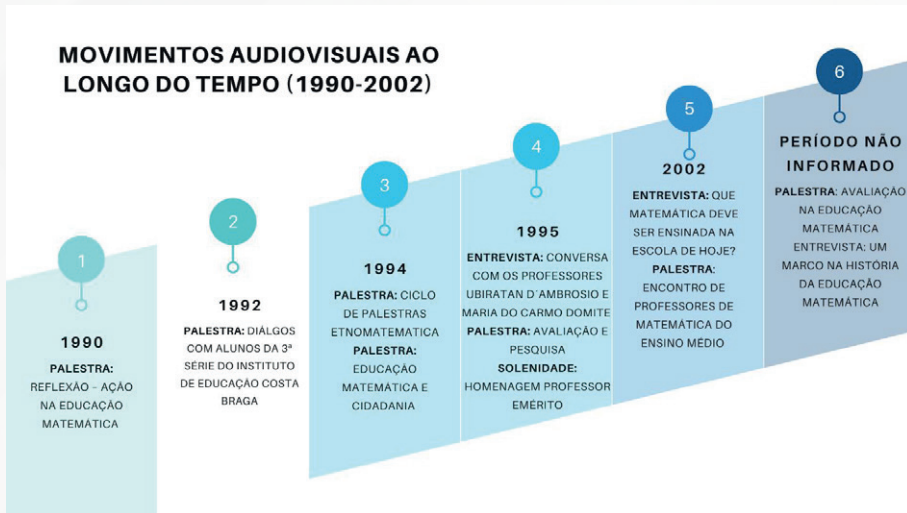 MOVIMENTOS AUDIOVISUAIS AO
LONGO DO TEMPO (1990-2002)
1
1990
PALESTRA:
REFLEXÃO – AÇÃO
NA EDUCAÇÃO
MATEMÁTICA
2
1992
PALESTRA: DIÁLGOS
COM ALUNOS DA 3ª
SÉRIE DO INSTITUTO
DE EDUCAÇÃO COSTA
BRAGA
3
1994
PALESTRA: CICLO
DE PALESTRAS
ETNOMATEMATICA
PALESTRA:
EDUCAÇÃO
MATEMÁTICA E
CIDADANIA
4
1995
ENTREVISTA: CONVERSA
COM OS PROFESSORES
UBIRATAN D´AMBROSIO E
MARIA DO CARMO DOMITE
PALESTRA: AVALIAÇÃO E
PESQUISA
SOLENIDADE:
HOMENAGEM PROFESSOR
EMÉRITO
5
2002
ENTREVISTA: QUE
MATEMÁTICA DEVE
SER ENSINADA NA
ESCOLA DE HOJE?
PALESTRA:
ENCONTRO DE
PROFESSORES DE
MATEMÁTICA DO
ENSINO MÉDIO
6
PERÍODO NÃO
INFORMADO
PALESTRA: AVALIAÇÃO
NA EDUCAÇÃO
MATEMÁTICA
ENTREVISTA: UM
MARCO NA HISTÓRIA
DA EDUCAÇÃO
MATEMÁTICA